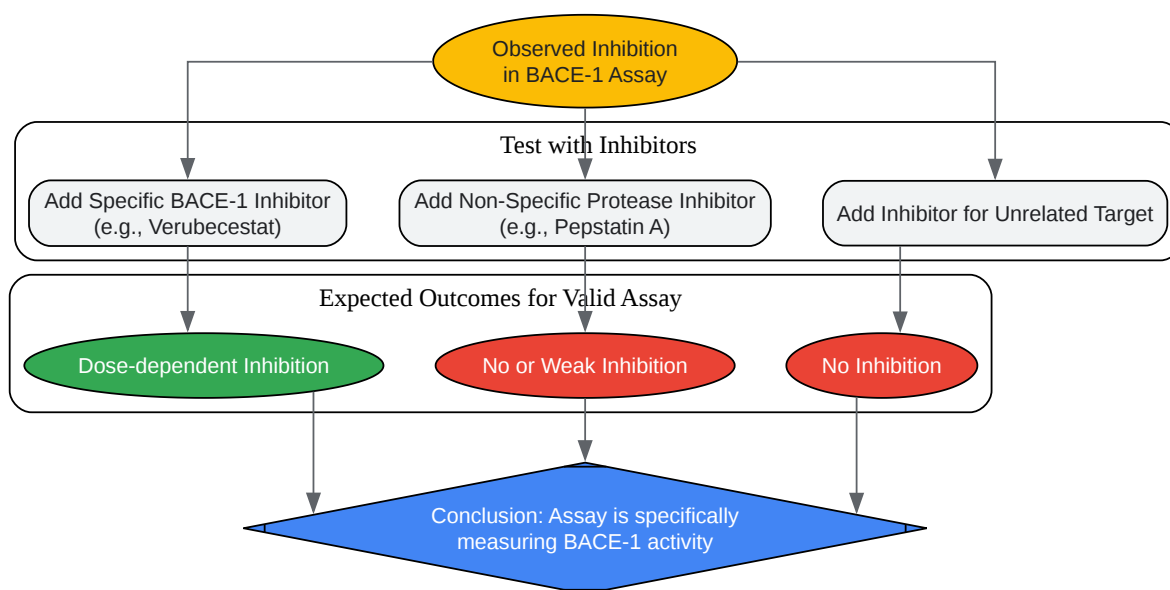 Observed Inhibition
in BACE-1 Assay
Test with Inhibitors
Add Specific BACE-1 Inhibitor
(e.g., Verubecestat)
Add Non-Specific Protease Inhibitor
(e.g., Pepstatin A)
Add Inhibitor for Unrelated Target
Expected Outcomes for Valid Assay
Dose-dependent Inhibition
No or Weak Inhibition
No Inhibition
Conclusion: Assay is specifically
measuring BACE-1 activity